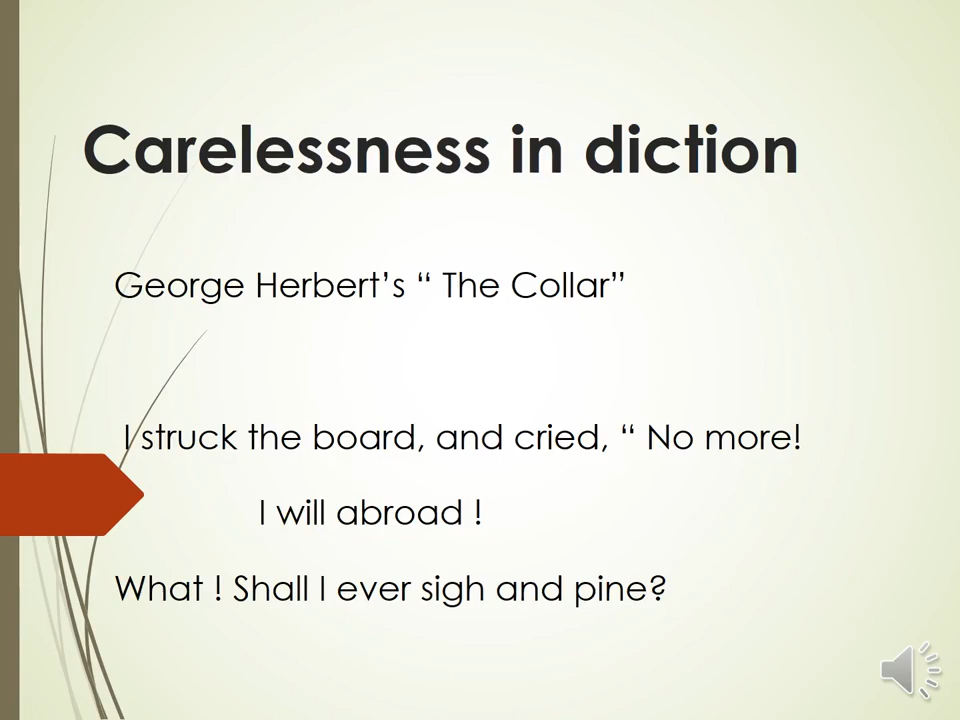 Carelessness in diction
George Herbert’s “ The Collar”
I struck the board, and cried, “ No more!
I will abroad !
What ! Shall I ever sigh and pine?